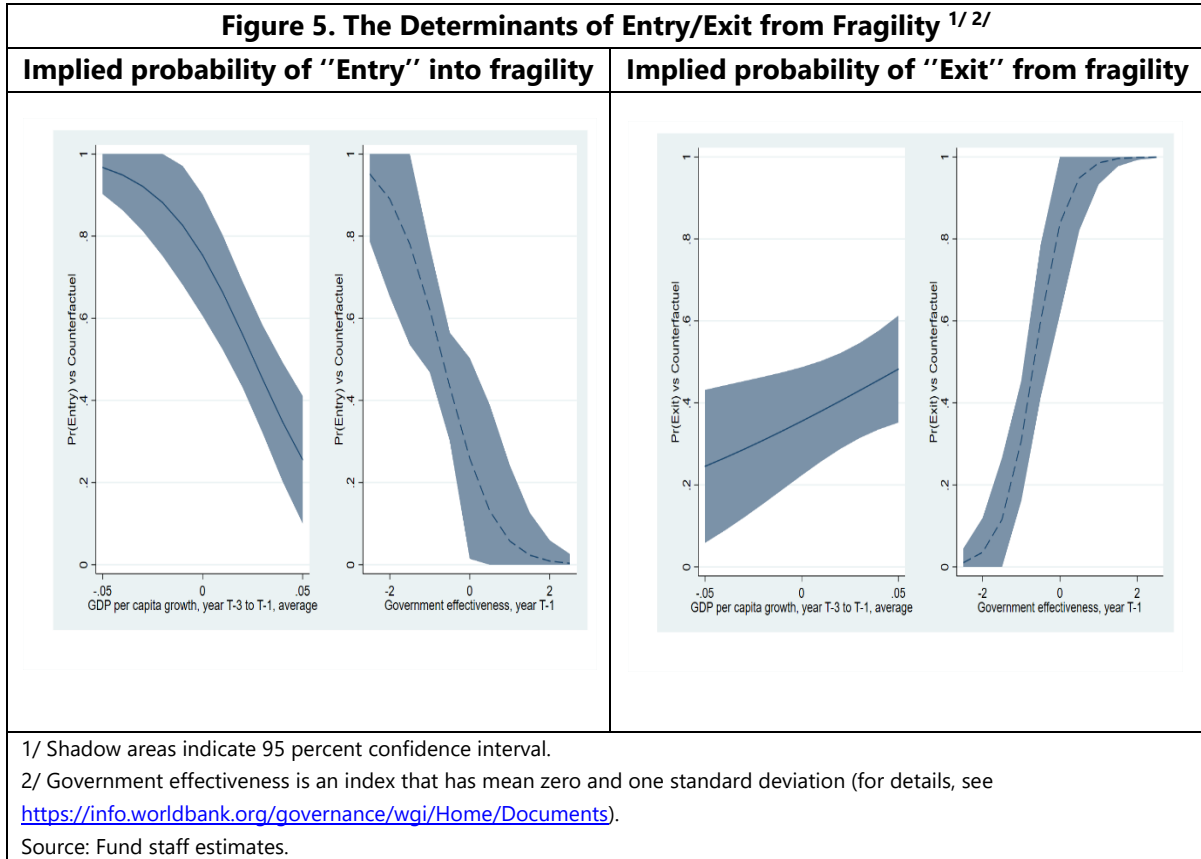 Figure 5. The Determinants of Entry/Exit from Fragility 1/ 2/
Implied probability of ‘‘Entry’’ into fragility
Implied probability of ‘‘Exit’’ from fragility
Pr(Entry) vs Counterfactuel
0 .2 .4 .6 .8 1
-.05 0 .05
GDP per capita growth, year T-3 to T-1, average
Pr(Entry) vs Counterfactuel
0 .2 .4 .6 .8 1
-2 0 2
Government effectiveness, year T-1
Pr(Exit) vs Counterfactuel
0 .2 .4 .6 .8 1
-.05 0 .05
GDP per capita growth, year T-3 to T-1, average
Pr(Exit) vs Counterfactuel
0 .2 .4 .6 .8 1
-2 0 2
Government effectiveness, year T-1
1/ Shadow areas indicate 95 percent confidence interval.
2/ Government effectiveness is an index that has mean zero and one standard deviation (for details, see
https://info.worldbank.org/governance/wgi/Home/Documents).
Source: Fund staff estimates.